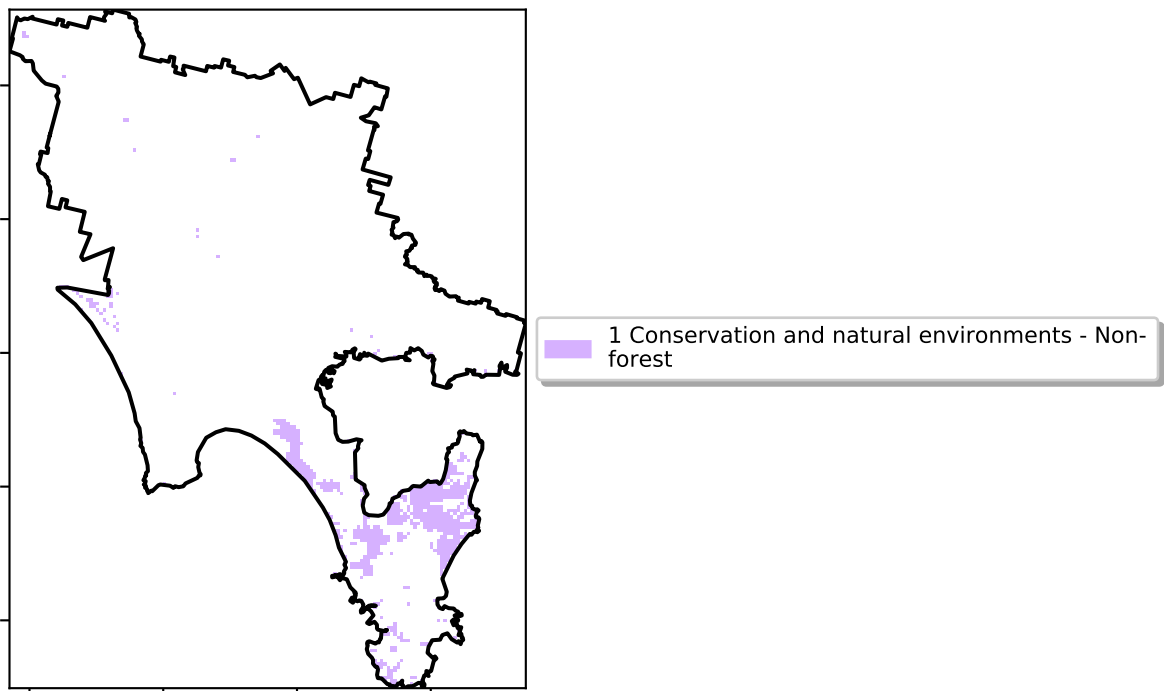 1 Conservation and natural environments - Non-
forest